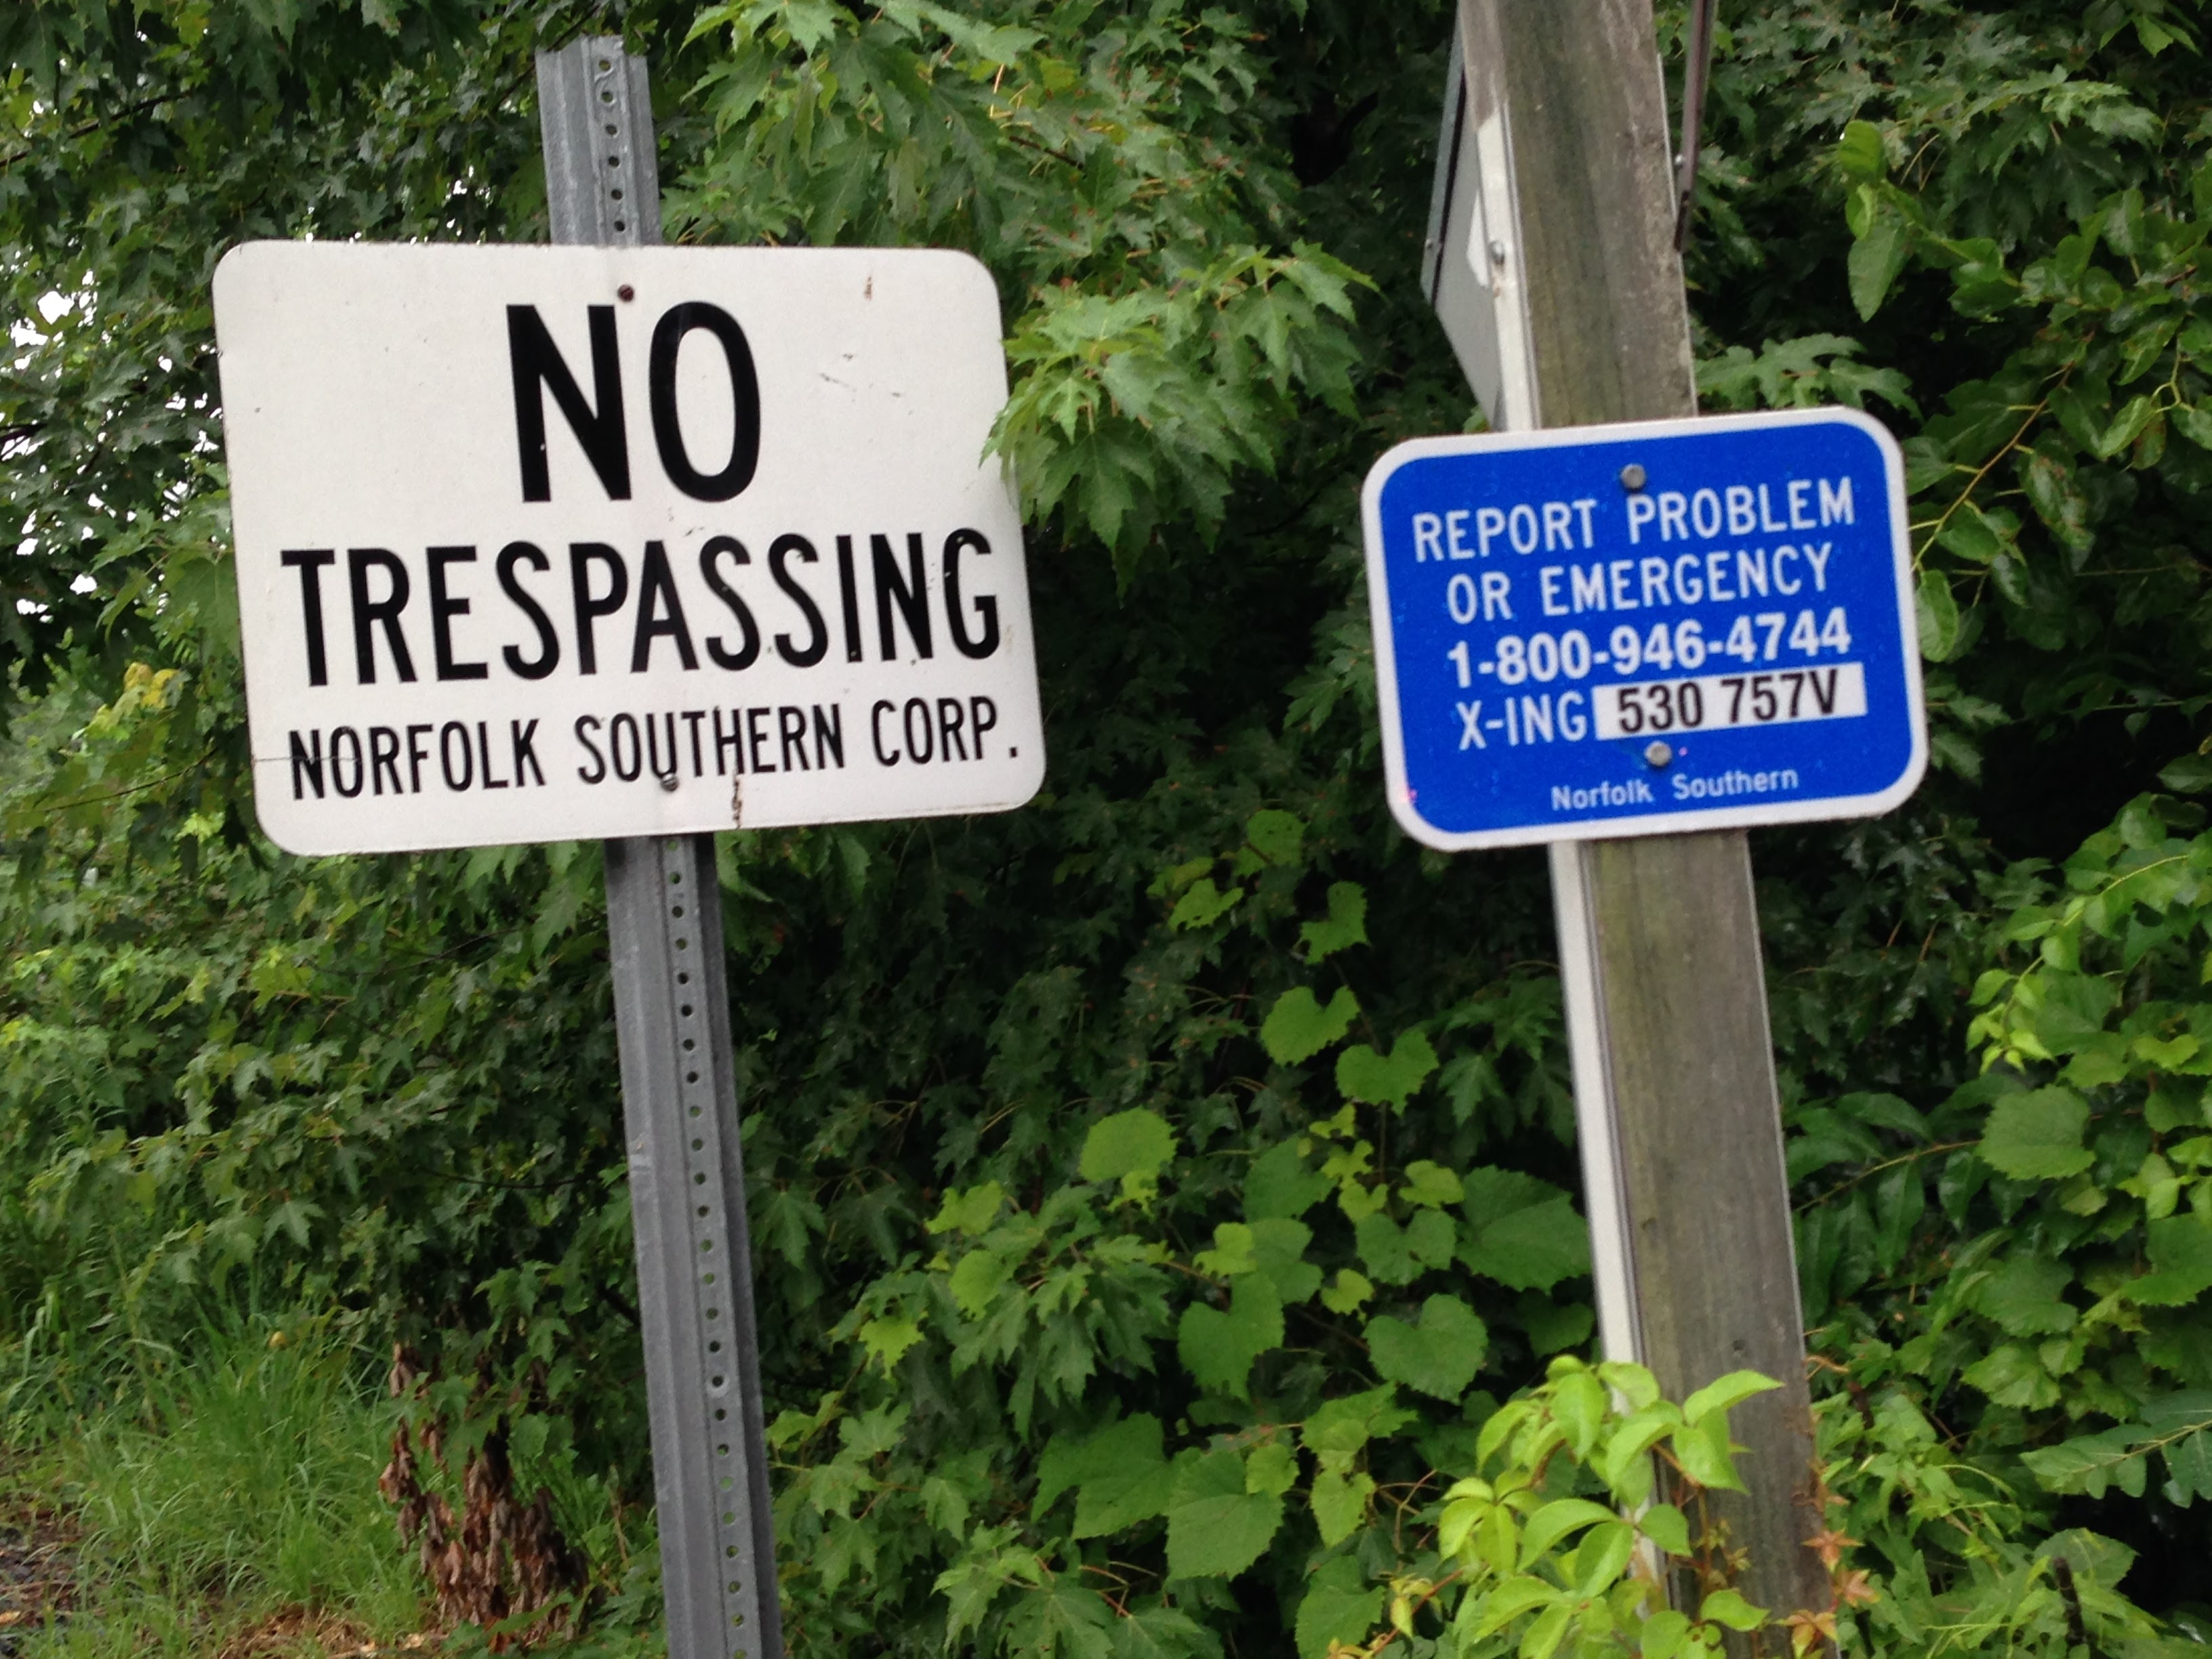 NO
TRESPASSING
NORFOLK SOUTHERN CORP.
REPORT PROBLEM
OR EMERGENCY
1-800-946-4744
X-ING 530 757V
Norfolk Southern